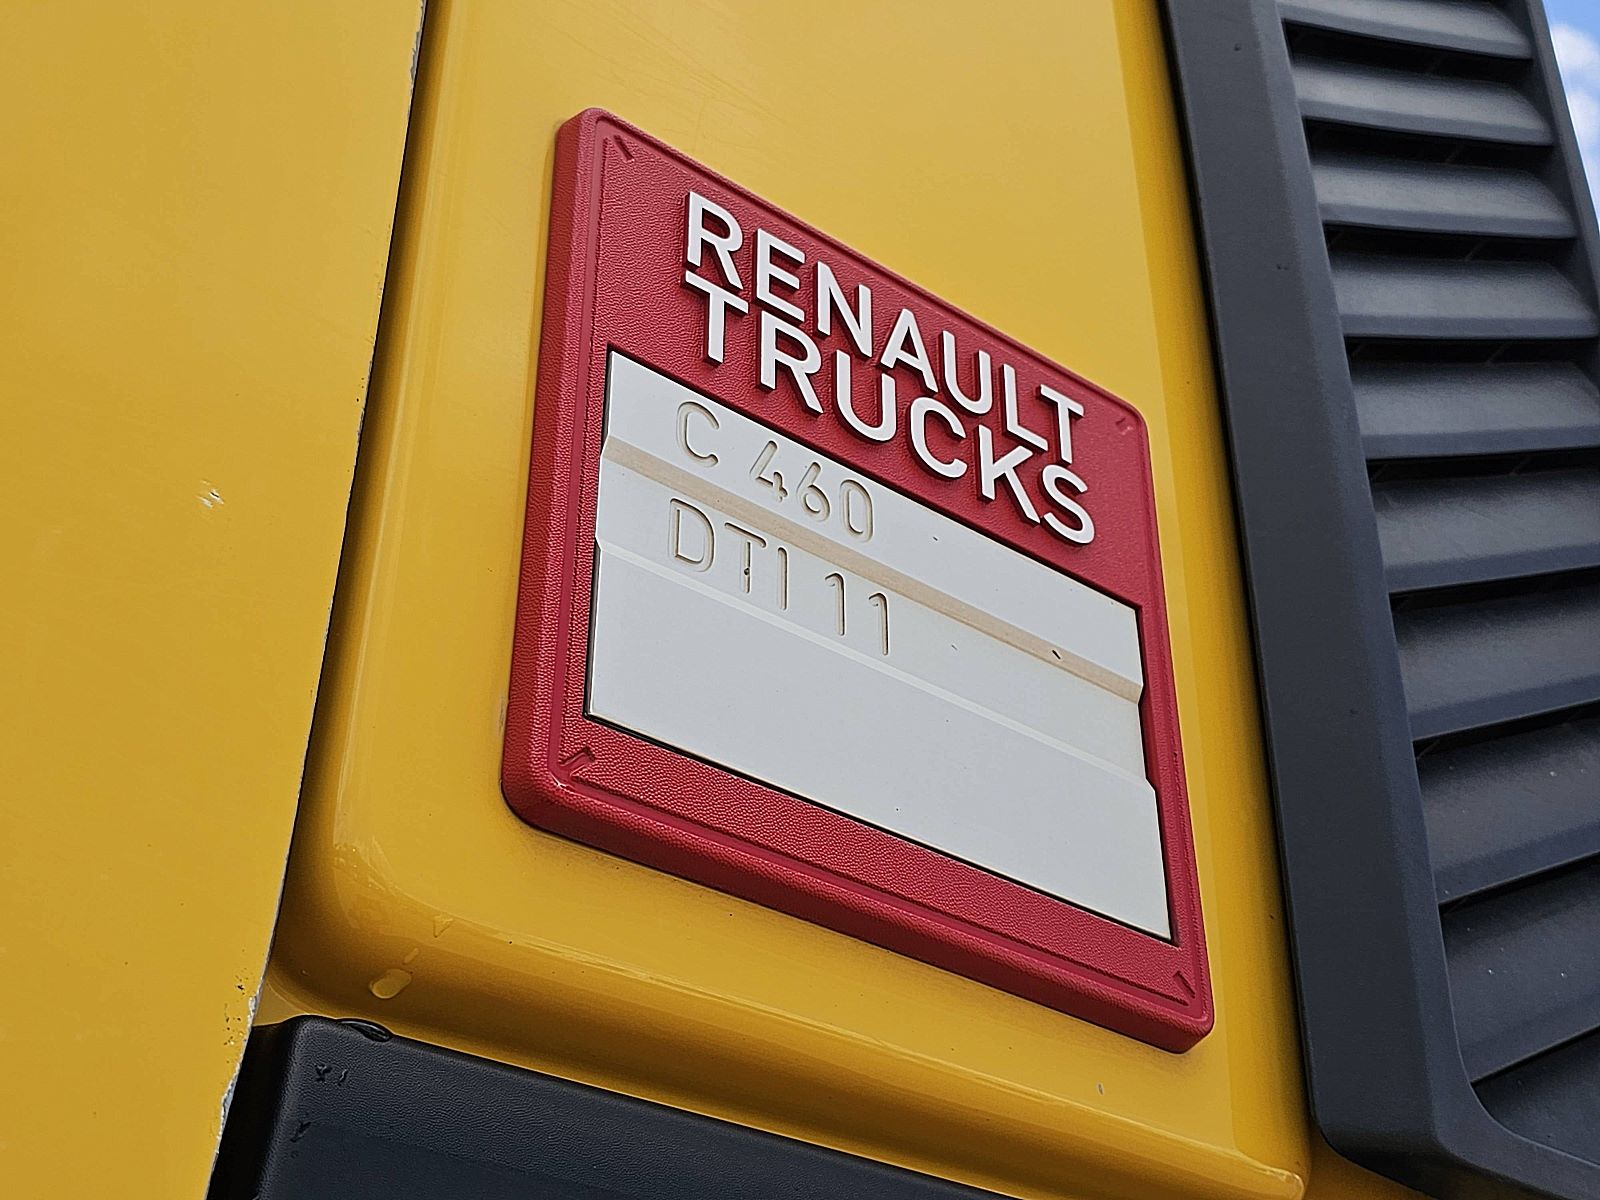 RENAULT
TRUCKS
C 460
DTI 11